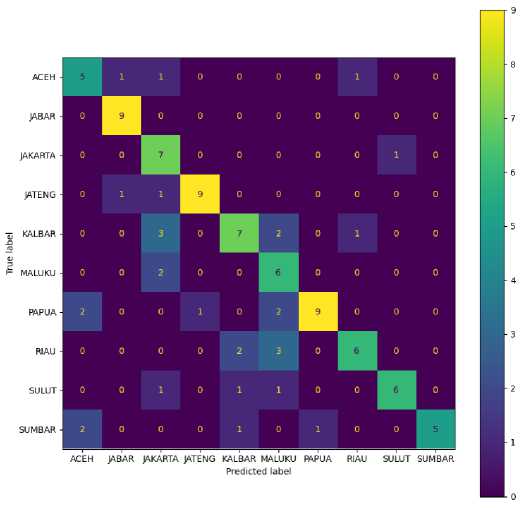 ACEH 5 1 1 0 0 0 0 1 0 0
JABAR 0 9 0 0 0 0 0 0 0 0
JAKARTA 0 0 7 0 0 0 0 0 1 0
JATENG 0 1 1 9 0 0 0 0 0 0
KALBAR 0 0 3 0 7 2 0 1 0 0
MALUKU 0 0 2 0 0 6 0 0 0 0
PAPUA 2 0 0 1 0 2 9 0 0 0
RIAU 0 0 0 0 2 3 0 6 0 0
SULUT 0 0 1 0 1 1 0 0 6 0
SUMBAR 2 0 0 0 1 0 1 0 0 5
ACEH JABAR JAKARTA JATENG KALBAR MALUKU PAPUA RIAU SULUT SUMBAR
Predicted label
True label
9
8
7
6
5
4
3
2
1
0